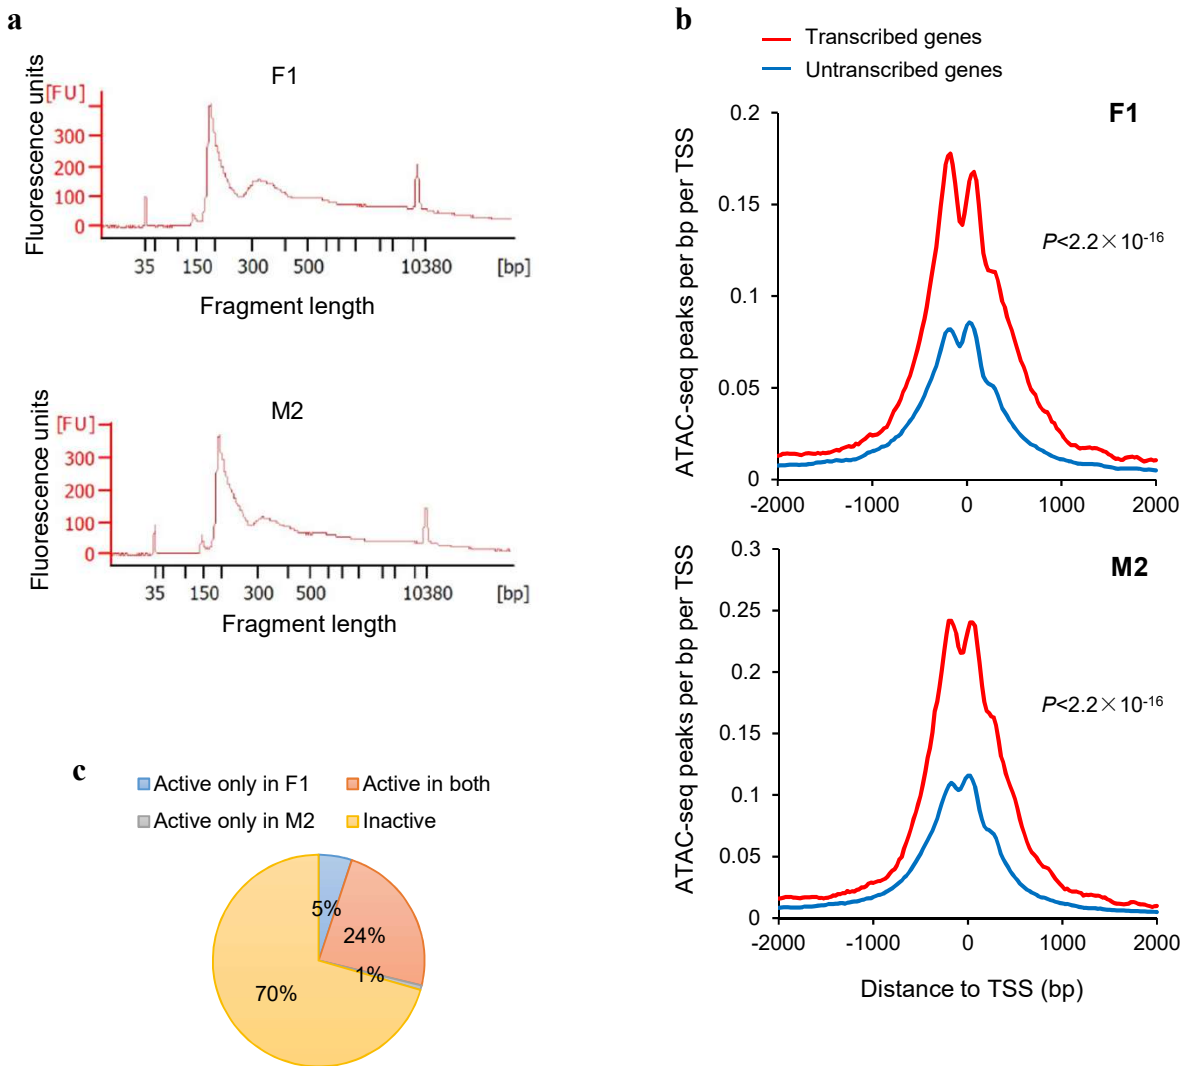 a
F1
Fluorescence units
[FU]
300
200
100
0
35 150 300 500 10380 [bp]
Fragment length
M2
Fluorescence units
[FU]
300
200
100
0
35 150 300 500 10380 [bp]
Fragment length
b
Transcribed genes
Untranscribed genes
F1
ATAC-seq peaks per bp per TSS
0.2
0.15
0.1
0.05
0
P<2.2×10-16
-2000 -1000 0 1000 2000
M2
ATAC-seq peaks per bp per TSS
0.3
0.25
0.2
0.15
0.1
0.05
0
P<2.2×10-16
-2000 -1000 0 1000 2000
Distance to TSS (bp)
c
Active only in F1 Active in both
Active only in M2 Inactive
5%
24%
1%
70%